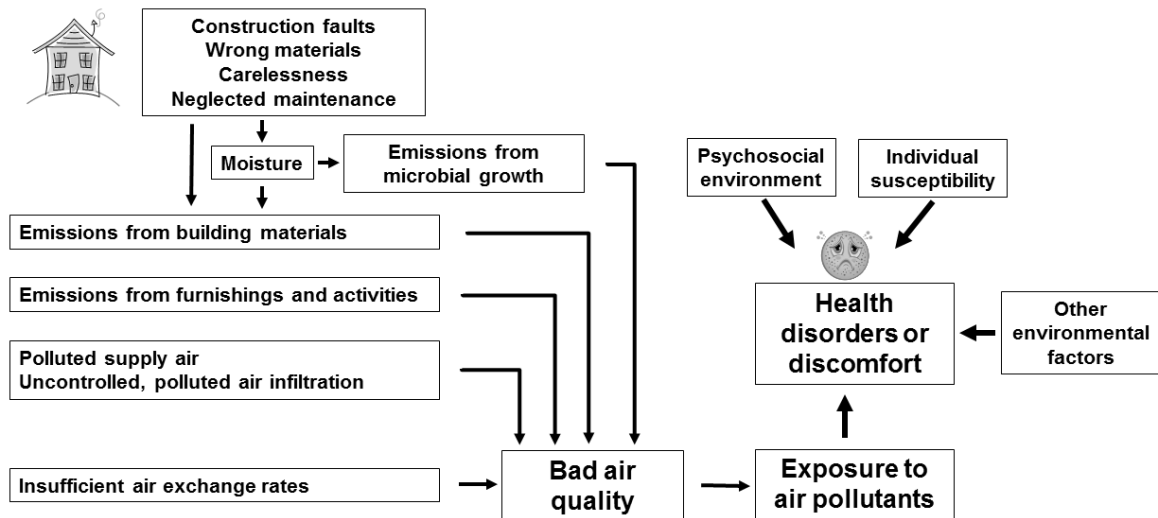 Construction faults
Wrong materials
Carelessness
Neglected maintenance
Moisture
Emissions from
microbial growth
Psychosocial
environment
Individual
susceptibility
Emissions from building materials
Emissions from furnishings and activities
Health
disorders or
discomfort
Other
environmental
factors
Polluted supply air
Uncontrolled, polluted air infiltration
Insufficient air exchange rates
Bad air
quality
Exposure to
air pollutants